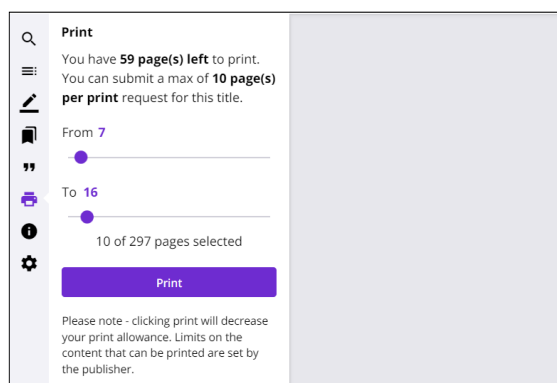 Print
You have 59 page(s) left to print.
You can submit a max of 10 page(s)
per print request for this title.
From 7
To 16
10 of 297 pages selected
Print
Please note - clicking print will decrease
your print allowance. Limits on the
content that can be printed are set by
the publisher.